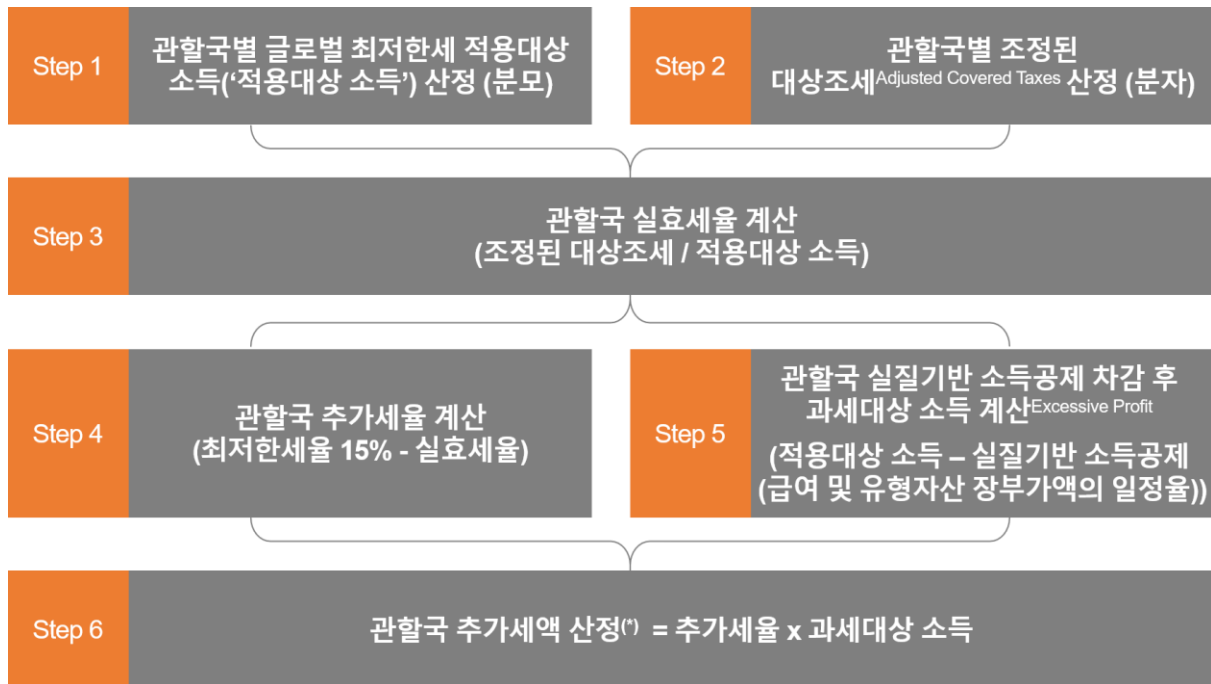 Step 1
관할국별 글로벌 최저한세 적용대상
소득(‘적용대상 소득’) 산정 (분모)
Step 2
관할국별 조정된
대상조세Adjusted Covered Taxes 산정 (분자)
Step 3
관할국 실효세율 계산
(조정된 대상조세 / 적용대상 소득)
Step 4
관할국 추가세율 계산
(최저한세율 15% - 실효세율)
Step 5
관할국 실질기반 소득공제 차감 후
과세대상 소득 계산Excessive Profit
(적용대상 소득 – 실질기반 소득공제
(급여 및 유형자산 장부가액의 일정율))
Step 6
관할국 추가세액 산정(*) = 추가세율 x 과세대상 소득